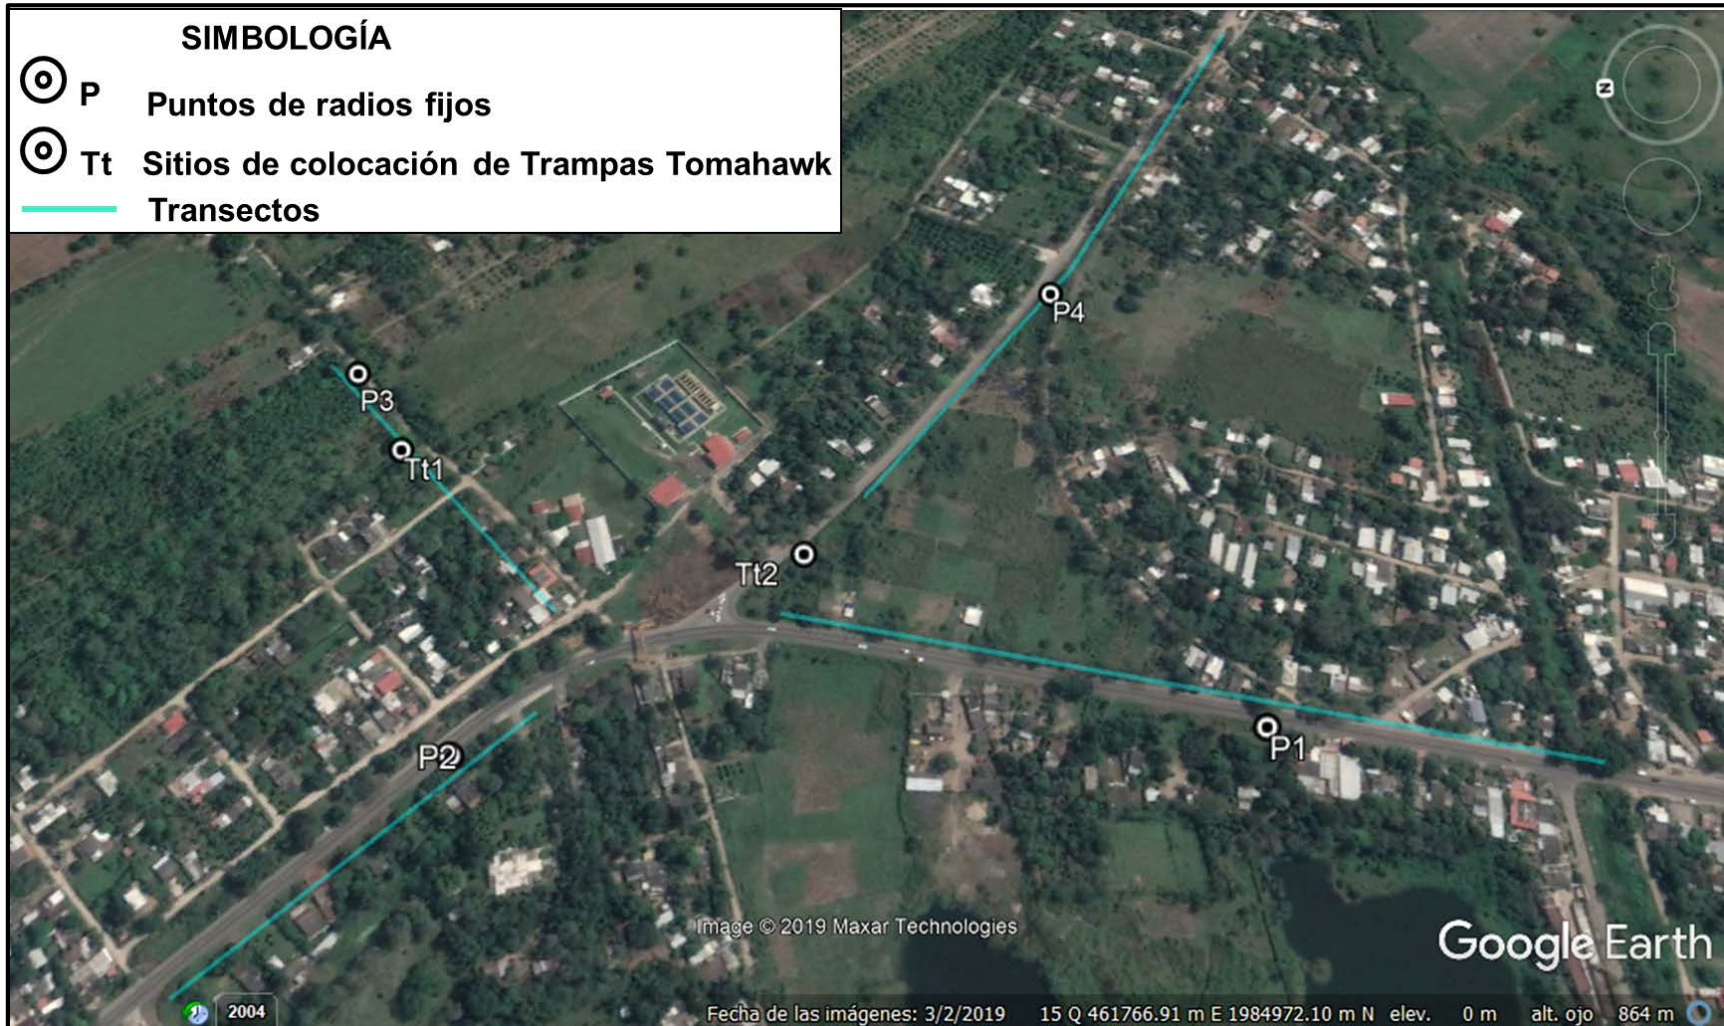 SIMBOLOGÍA
P Puntos de radios fijos
Tt Sitios de colocación de Trampas Tomahawk
Transectos
N
P4
P3
Tt1
Tt2
P1
P2
Image © 2019 Maxar Technologies
Google Earth
2004
Fecha de las imágenes: 3/2/2019 15 Q 461766.91 m E 1984972.10 m N elev. 0 m alt. ojo 864 m